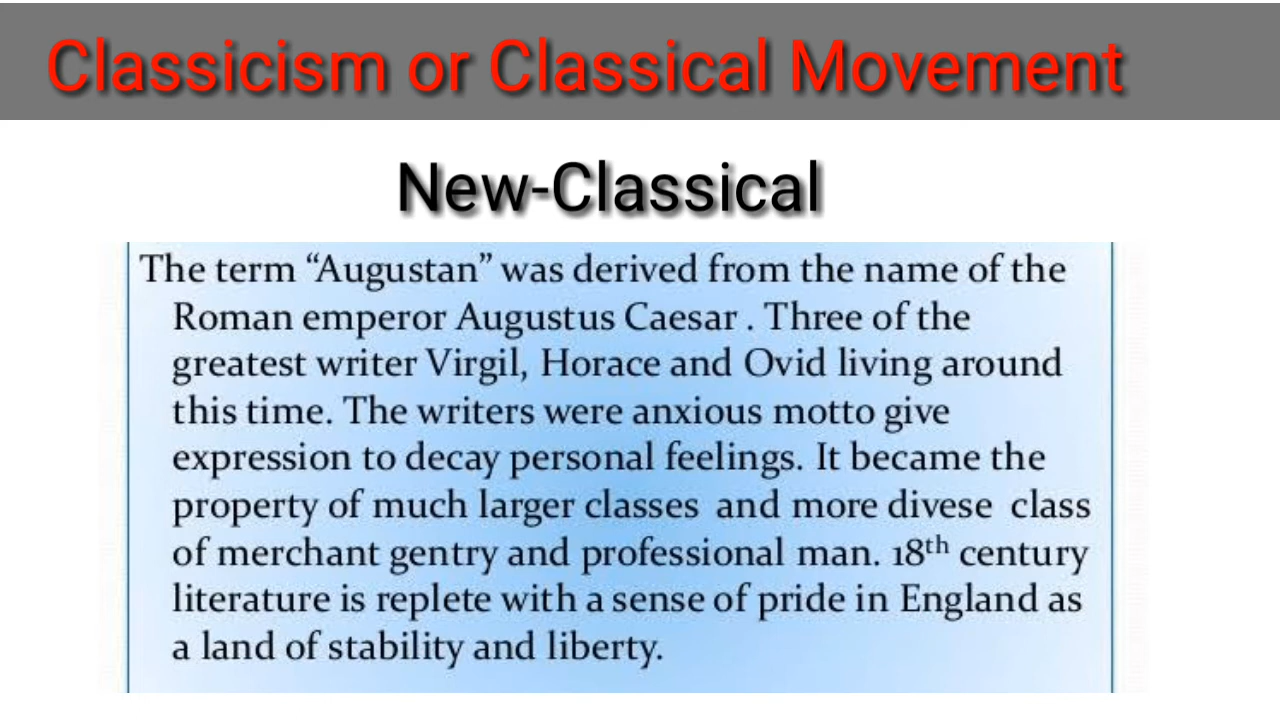 Classicism or Classical Movement
New-Classical
The term “Augustan” was derived from the name of the
Roman emperor Augustus Caesar . Three of the
greatest writer Virgil, Horace and Ovid living around
this time. The writers were anxious motto give
expression to decay personal feelings. It became the
property of much larger classes and more divese class
of merchant gentry and professional man. 18th century
literature is replete with a sense of pride in England as
a land of stability and liberty.